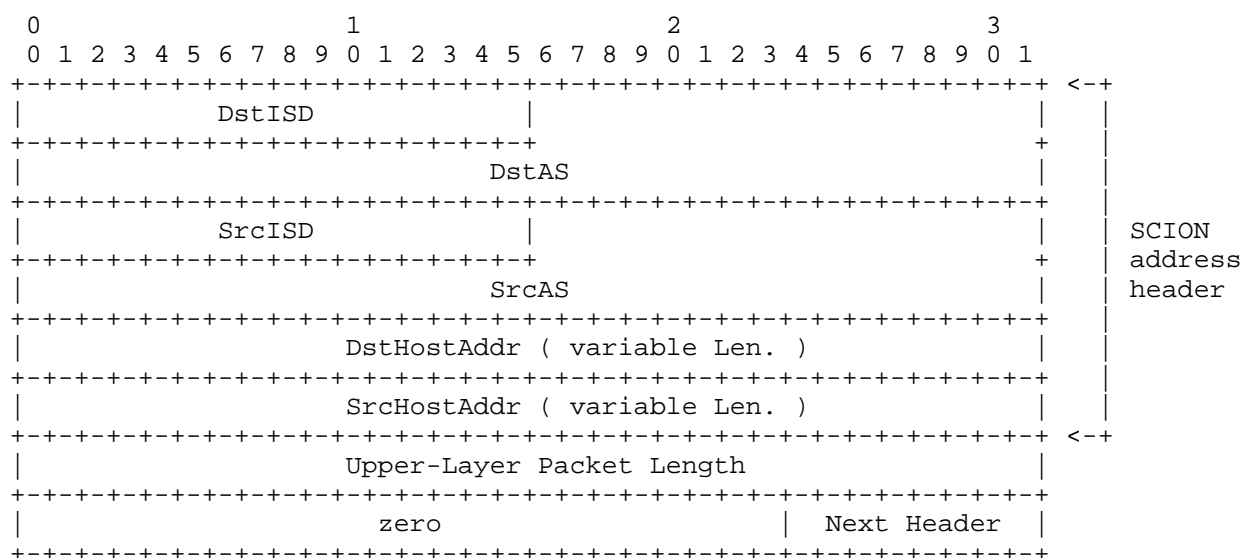 0                   1                   2                   3
 0 1 2 3 4 5 6 7 8 9 0 1 2 3 4 5 6 7 8 9 0 1 2 3 4 5 6 7 8 9 0 1
+-+-+-+-+-+-+-+-+-+-+-+-+-+-+-+-+-+-+-+-+-+-+-+-+-+-+-+-+-+-+-+-+ <-+
|            DstISD             |                               |   |
+-+-+-+-+-+-+-+-+-+-+-+-+-+-+-+-+                               +   |
|                             DstAS                             |   |
+-+-+-+-+-+-+-+-+-+-+-+-+-+-+-+-+-+-+-+-+-+-+-+-+-+-+-+-+-+-+-+-+   |
|            SrcISD             |                               |   | SCION
+-+-+-+-+-+-+-+-+-+-+-+-+-+-+-+-+                               +   | address
|                             SrcAS                             |   | header
+-+-+-+-+-+-+-+-+-+-+-+-+-+-+-+-+-+-+-+-+-+-+-+-+-+-+-+-+-+-+-+-+   |
|                    DstHostAddr ( variable Len. )              |   |
+-+-+-+-+-+-+-+-+-+-+-+-+-+-+-+-+-+-+-+-+-+-+-+-+-+-+-+-+-+-+-+-+   |
|                    SrcHostAddr ( variable Len. )              |   |
+-+-+-+-+-+-+-+-+-+-+-+-+-+-+-+-+-+-+-+-+-+-+-+-+-+-+-+-+-+-+-+-+ <-+
|                    Upper-Layer Packet Length                  |
+-+-+-+-+-+-+-+-+-+-+-+-+-+-+-+-+-+-+-+-+-+-+-+-+-+-+-+-+-+-+-+-+
|                      zero                     |  Next Header  |
+-+-+-+-+-+-+-+-+-+-+-+-+-+-+-+-+-+-+-+-+-+-+-+-+-+-+-+-+-+-+-+-+